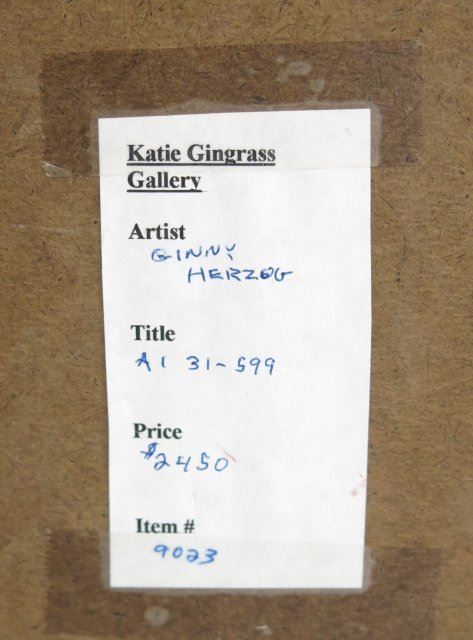 Katie Gingrass
Gallery
Artist
GINNY
HERZOG
Title
A1 31-599
Price
$2450
Item #
9023